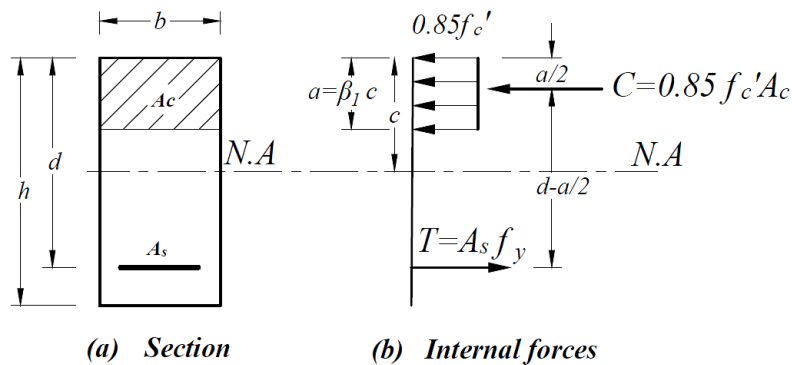 b
h
d
Ac
As
N.A
(a) Section
0.85fc'
a=β1 c
c
a/2
C=0.85 fc'Ac
N.A
d-a/2
T=As fy
(b) Internal forces